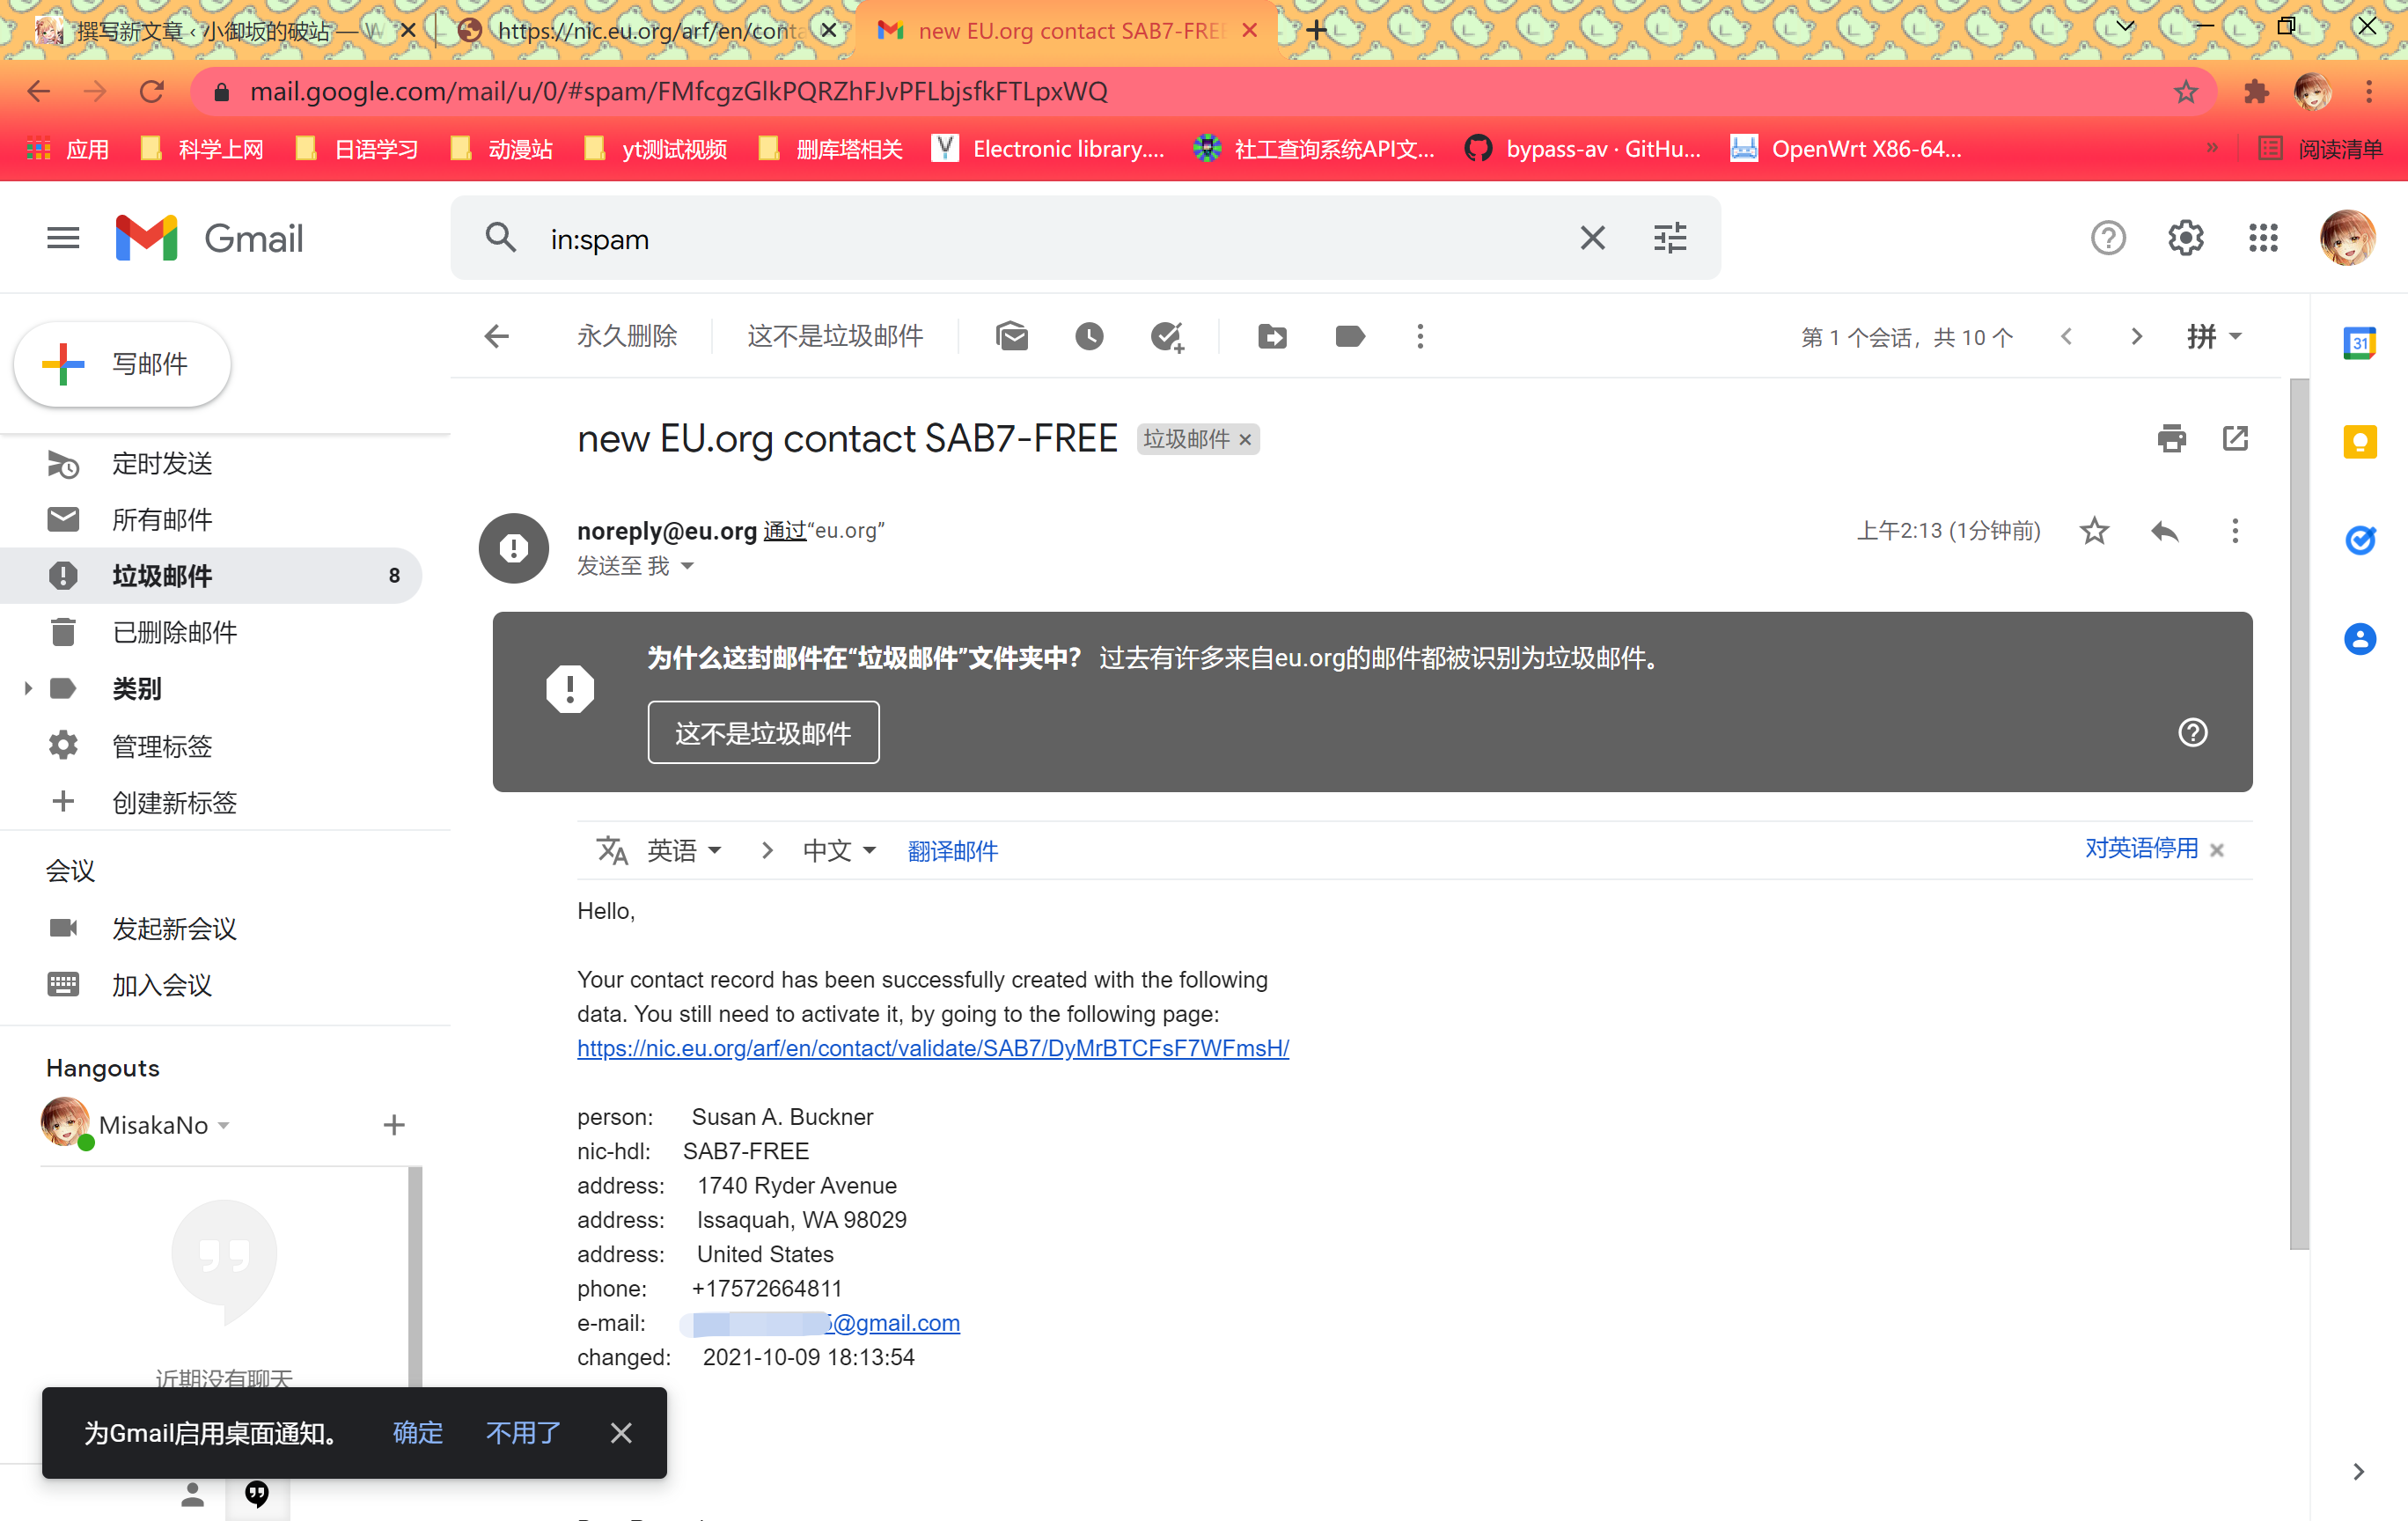 撰写新文章 ‹ 小御坂的破站 — W
https://nic.eu.org/arf/en/conta
new EU.org contact SAB7-FREE
mail.google.com/mail/u/0/#spam/FMfcgzGlkPQRZhFJvPFLbjsfkFTLpxWQ
应用
科学上网
日语学习
动漫站
yt测试视频
删库塔相关
Electronic library....
社工查询系统API文...
bypass-av · GitHu...
OpenWrt X86-64...
»
阅读清单
Gmail
in:spam
写邮件
永久删除
这不是垃圾邮件
第 1 个会话，共 10 个
拼
31
定时发送
所有邮件
垃圾邮件 8
已删除邮件
类别
管理标签
创建新标签
会议
发起新会议
加入会议
Hangouts
MisakaNo
近期没有聊天
new EU.org contact SAB7-FREE
垃圾邮件 ×
noreply@eu.org 通过“eu.org”
上午2:13 (1分钟前)
发送至 我
为什么这封邮件在“垃圾邮件”文件夹中？ 过去有许多来自eu.org的邮件都被识别为垃圾邮件。
这不是垃圾邮件
英语 > 中文 翻译邮件
对英语停用 ×
Hello,
Your contact record has been successfully created with the following
data. You still need to activate it, by going to the following page:
https://nic.eu.org/arf/en/contact/validate/SAB7/DyMrBTCFsF7WFmsH/
person: Susan A. Buckner
nic-hdl: SAB7-FREE
address: 1740 Ryder Avenue
address: Issaquah, WA 98029
address: United States
phone: +17572664811
e-mail: @gmail.com
changed: 2021-10-09 18:13:54
为Gmail启用桌面通知。 确定 不用了